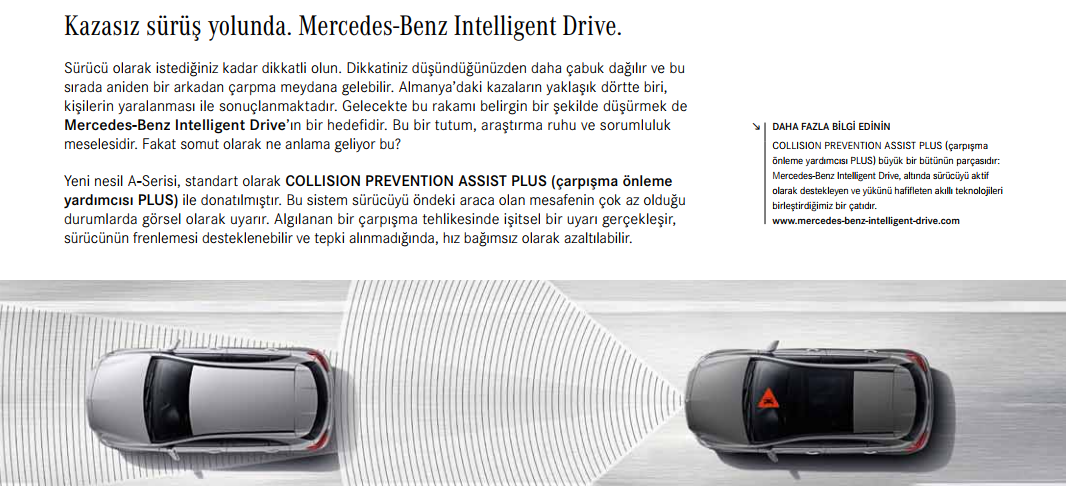 Kazasız sürüş yolunda. Mercedes-Benz Intelligent Drive.
Sürücü olarak istediğiniz kadar dikkatli olun. Dikkatiniz düşündüğünüzden daha çabuk dağılır ve bu
sırada aniden bir arkadan çarpma meydana gelebilir. Almanya’daki kazaların yaklaşık dörtte biri,
kişilerin yaralanması ile sonuçlanmaktadır. Gelecekte bu rakamı belirgin bir şekilde düşürmek de
Mercedes-Benz Intelligent Drive’ın bir hedefidir. Bu bir tutum, araştırma ruhu ve sorumluluk
meselesidir. Fakat somut olarak ne anlama geliyor bu?
Yeni nesil A-Serisi, standart olarak COLLISION PREVENTION ASSIST PLUS (çarpışma önleme
yardımcısı PLUS) ile donatılmıştır. Bu sistem sürücüyü öndeki araca olan mesafenin çok az olduğu
durumlarda görsel olarak uyarır. Algılanan bir çarpışma tehlikesinde işitsel bir uyarı gerçekleşir,
sürücünün frenlemesi desteklenebilir ve tepki alınmadığında, hız bağımsız olarak azaltılabilir.
DAHA FAZLA BİLGİ EDİNİN
COLLISION PREVENTION ASSIST PLUS (çarpışma
önleme yardımcısı PLUS) büyük bir bütünün parçasıdır:
Mercedes-Benz Intelligent Drive, altında sürücüyü aktif
olarak destekleyen ve yükünü hafifleten akıllı teknolojileri
birleştirdiğimiz bir çatıdır.
www.mercedes-benz-intelligent-drive.com